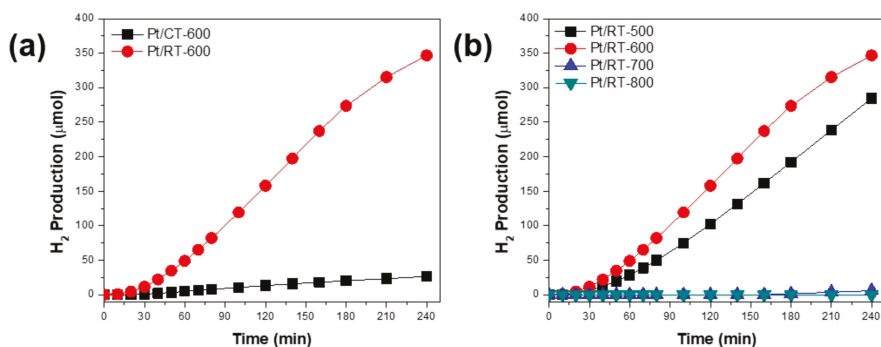 (a)
Pt/CT-600
Pt/RT-600
H2 Production (μmol)
400
350
300
250
200
150
100
50
0
0 30 60 90 120 150 180 210 240
Time (min)
(b)
Pt/RT-500
Pt/RT-600
Pt/RT-700
Pt/RT-800
H2 Production (μmol)
400
350
300
250
200
150
100
50
0
0 30 60 90 120 150 180 210 240
Time (min)